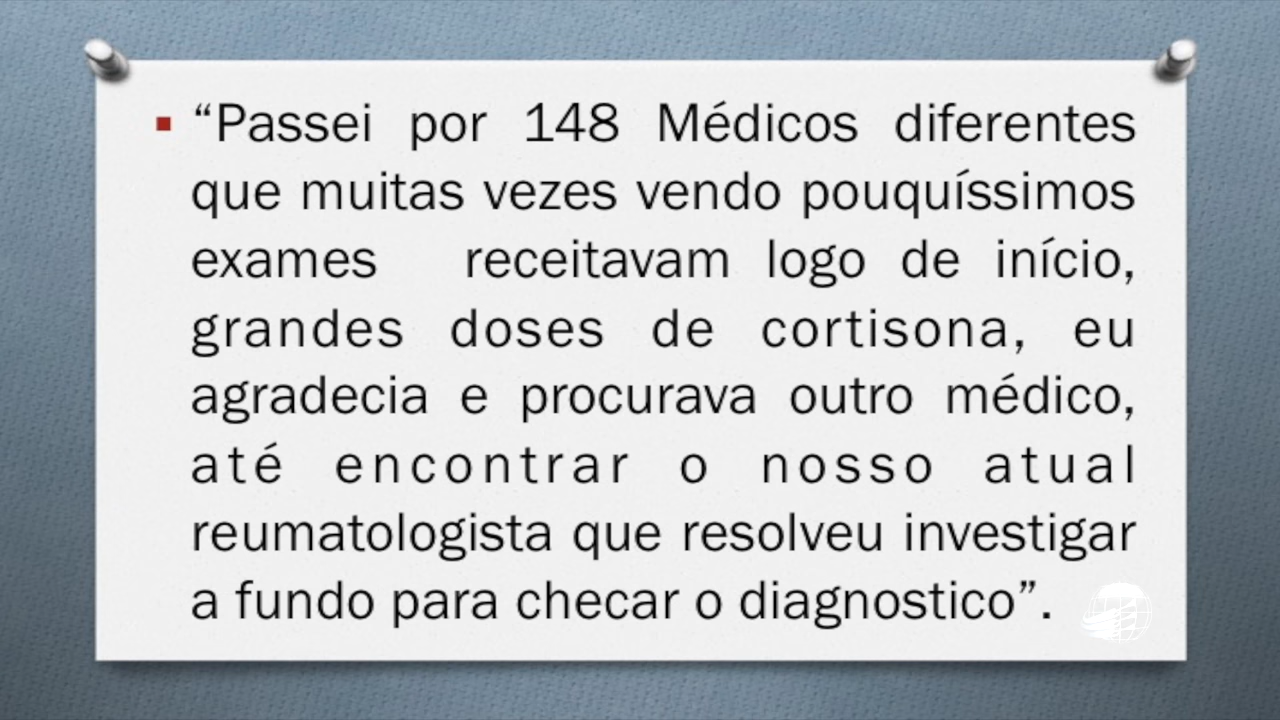 “Passei por 148 Médicos diferentes
que muitas vezes vendo pouquíssimos
exames receitavam logo de início,
grandes doses de cortisona, eu
agradecia e procurava outro médico,
até encontrar o nosso atual
reumatologista que resolveu investigar
a fundo para checar o diagnostico”.